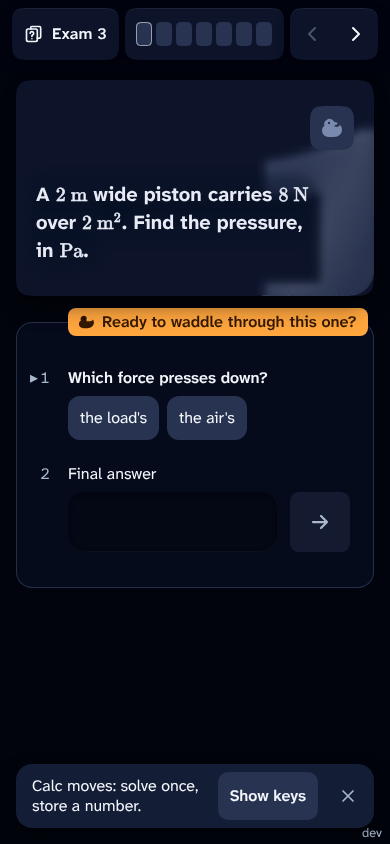 Exam 3
A 2 m wide piston carries 8 N
over 2 m². Find the pressure,
in Pa.
Ready to waddle through this one?
1 Which force presses down?
the load's the air's
2 Final answer
Calc moves: solve once,
store a number.
Show keys
dev